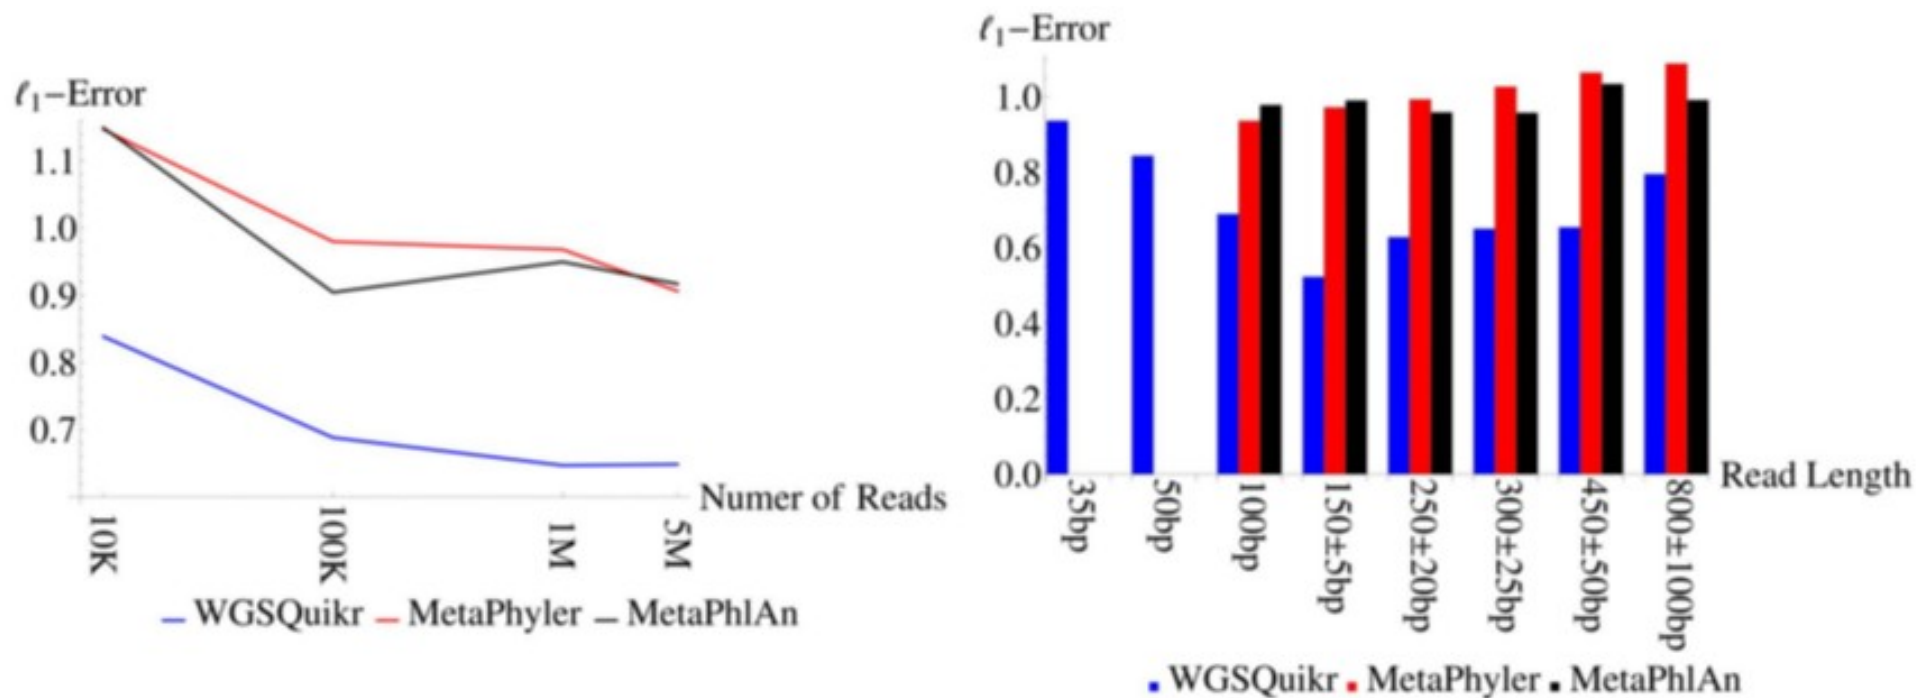 ℓ1−Error
1.1
1.0
0.9
0.8
0.7
10K
100K
1M
5M
Numer of Reads
WGSQuikr MetaPhyler MetaPhlAn
ℓ1−Error
1.0
0.8
0.6
0.4
0.2
0.0
35bp
50bp
100bp
150±5bp
250±20bp
300±25bp
450±50bp
800±100bp
Read Length
WGSQuikr MetaPhyler MetaPhlAn